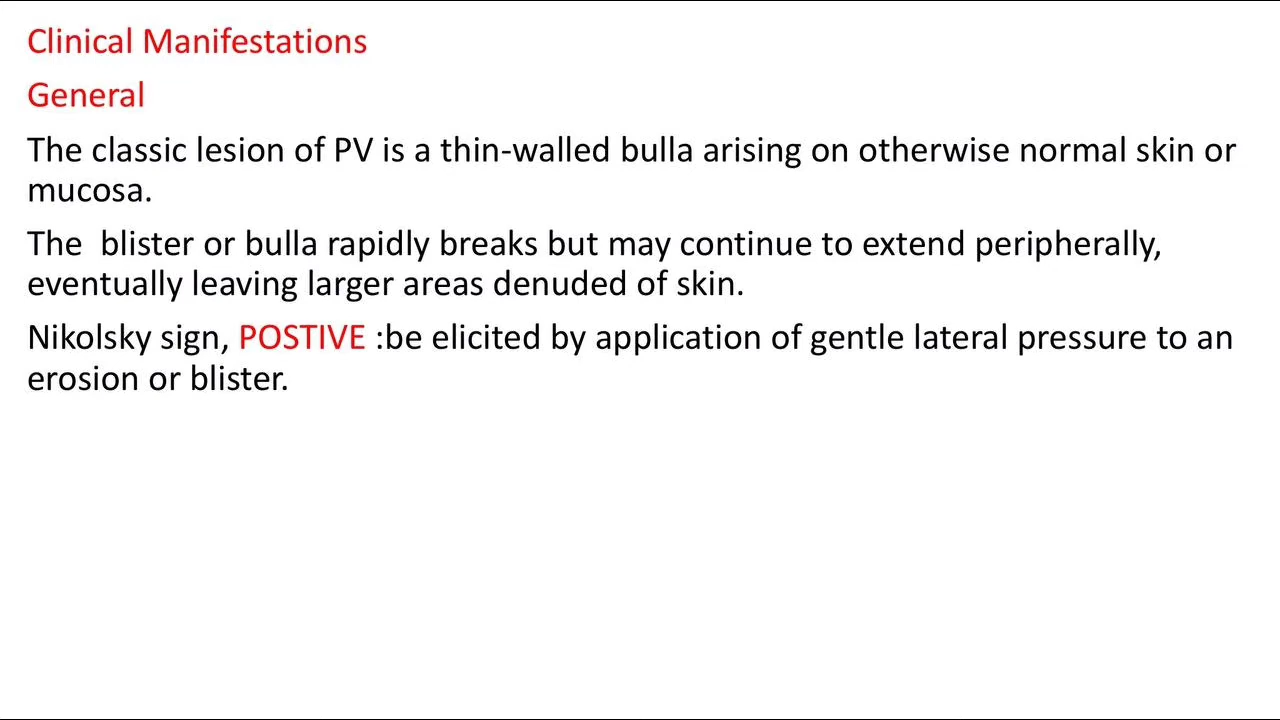 Clinical Manifestations
General
The classic lesion of PV is a thin-walled bulla arising on otherwise normal skin or
mucosa.
The  blister or bulla rapidly breaks but may continue to extend peripherally,
eventually leaving larger areas denuded of skin.
Nikolsky sign, POSTIVE :be elicited by application of gentle lateral pressure to an
erosion or blister.